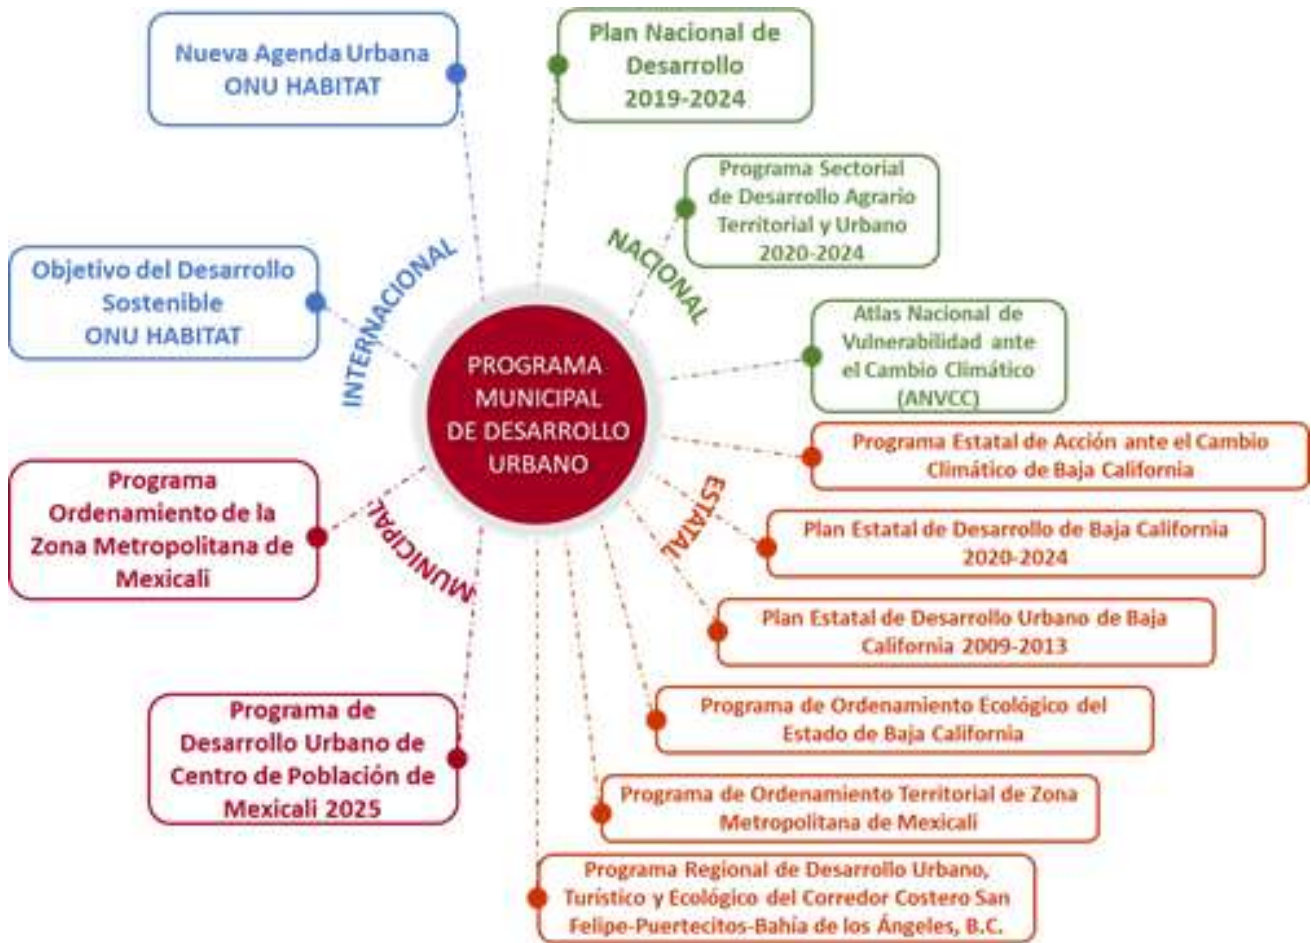 Nueva Agenda Urbana
ONU HABITAT
Plan Nacional de
Desarrollo
2019-2024
Programa Sectorial
de Desarrollo Agrario
Territorial y Urbano
2020-2024
NACIONAL
INTERNACIONAL
Objetivo del Desarrollo
Sostenible
ONU HABITAT
Atlas Nacional de
Vulnerabilidad ante
el Cambio Climático
(ANVCC)
PROGRAMA
MUNICIPAL
DE DESARROLLO
URBANO
Programa Estatal de Acción ante el Cambio
Climático de Baja California
ESTATAL
MUNICIPAL
Programa
Ordenamiento de la
Zona Metropolitana de
Mexicali
Plan Estatal de Desarrollo de Baja California
2020-2024
Plan Estatal de Desarrollo Urbano de Baja
California 2009-2013
Programa de
Desarrollo Urbano de
Centro de Población de
Mexicali 2025
Programa de Ordenamiento Ecológico del
Estado de Baja California
Programa de Ordenamiento Territorial de Zona
Metropolitana de Mexicali
Programa Regional de Desarrollo Urbano,
Turístico y Ecológico del Corredor Costero San
Felipe-Puertecitos-Bahía de los Ángeles, B.C.